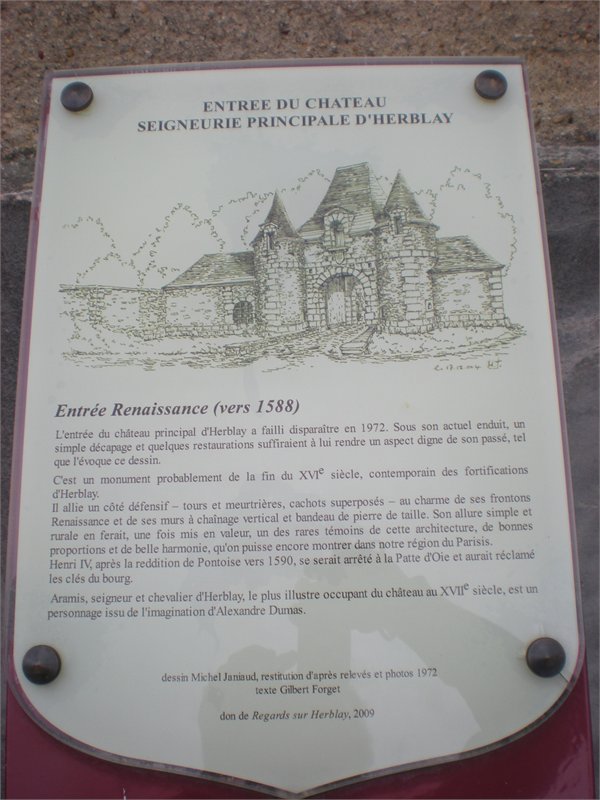 ENTREE DU CHATEAU
SEIGNEURIE PRINCIPALE D'HERBLAY
Entrée Renaissance (vers 1588)
L'entrée du château principal d'Herblay a failli disparaître en 1972. Sous son actuel enduit, un
simple décapage et quelques restaurations suffiraient à lui rendre un aspect digne de son passé, tel
que l'évoque ce dessin.
C'est un monument probablement de la fin du XVIe siècle, contemporain des fortifications
d'Herblay.
Il allie un côté défensif – tours et meurtrières, cachots superposés – au charme de ses frontons
Renaissance et de ses murs à chaînage vertical et bandeau de pierre de taille. Son allure simple et
rurale en ferait, une fois mis en valeur, un des rares témoins de cette architecture, de bonnes
proportions et de belle harmonie, qu'on puisse encore montrer dans notre région du Parisis.
Henri IV, après la reddition de Pontoise vers 1590, se serait arrêté à la Patte d'Oie et aurait réclamé
les clés du bourg.
Aramis, seigneur et chevalier d'Herblay, le plus illustre occupant du château au XVIIe siècle, est un
personnage issu de l'imagination d'Alexandre Dumas.
dessin Michel Janiaud, restitution d'après relevés et photos 1972
texte Gilbert Forget
don de Regards sur Herblay, 2009